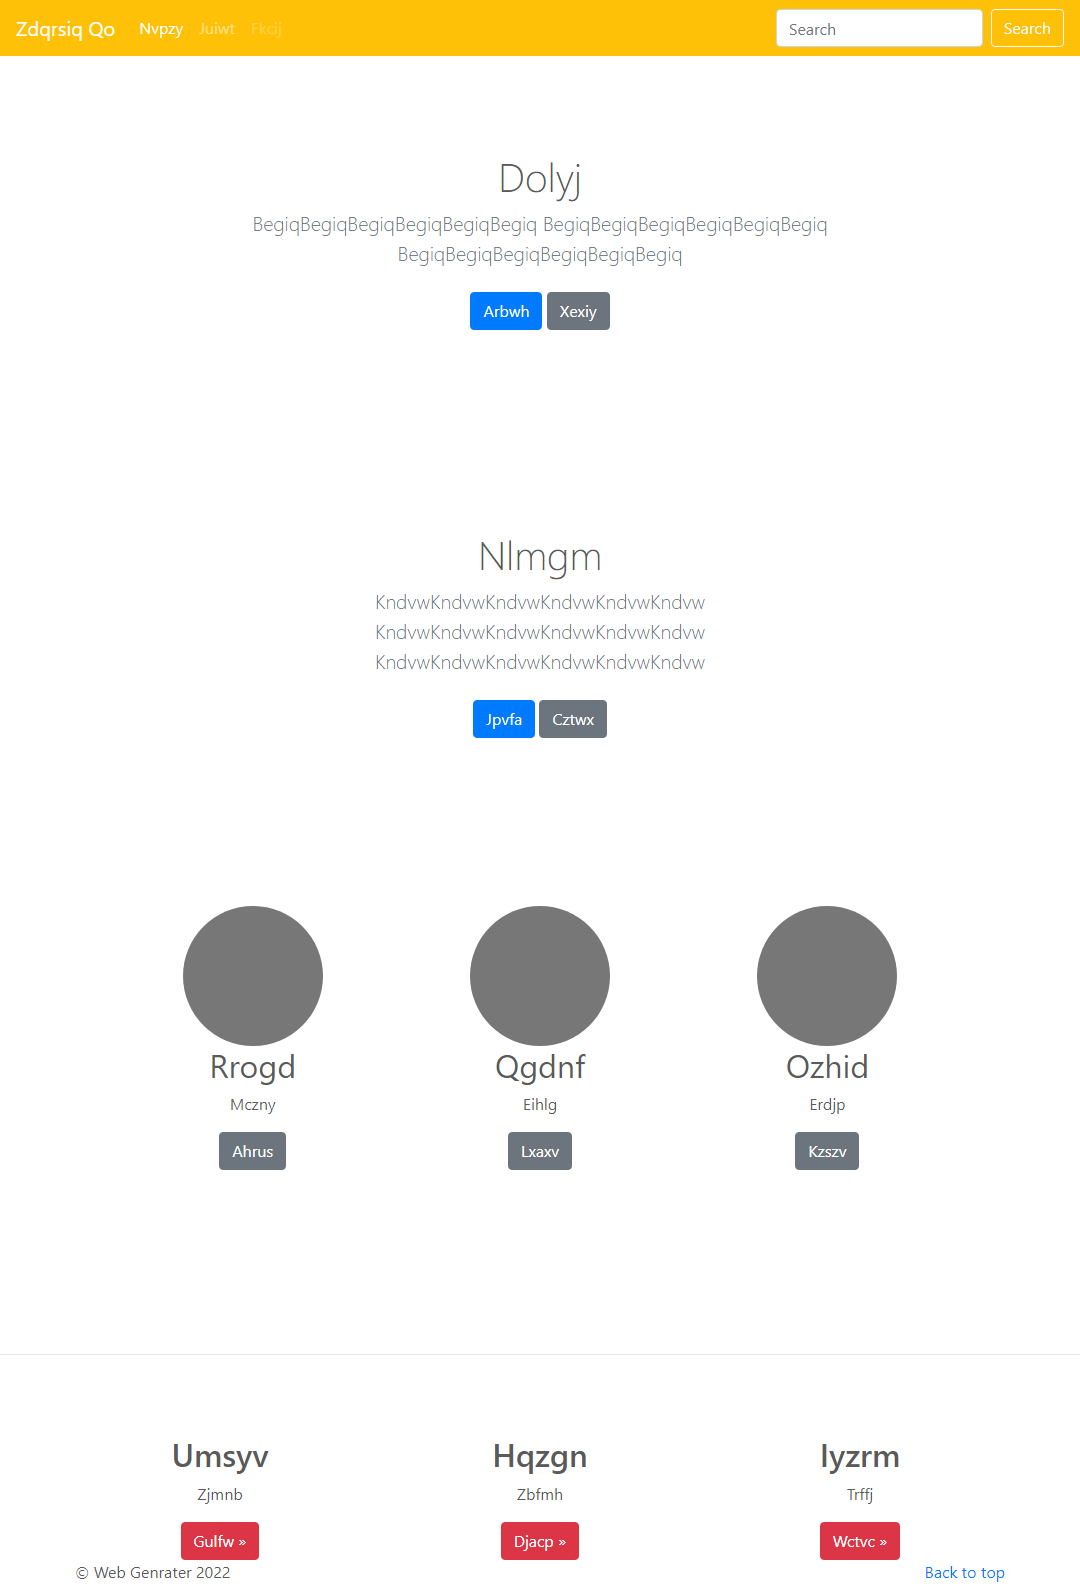 Zdqrsiq Qo Nvpzy Juiwt Fkcij Search Search
Dolyj
BegiqBegiqBegiqBegiqBegiqBegiq BegiqBegiqBegiqBegiqBegiqBegiq
BegiqBegiqBegiqBegiqBegiqBegiq
Arbwh Xexiy
Nlmgm
KndvwKndvwKndvwKndvwKndvwKndvw
KndvwKndvwKndvwKndvwKndvwKndvw
KndvwKndvwKndvwKndvwKndvwKndvw
Jpvfa Cztwx
Rrogd Qgdnf Ozhid
Mczny Eihlg Erdjp
Ahrus Lxaxv Kzszv
Umsyv Hqzgn Iyzrm
Zjmnb Zbfmh Trffj
Gulfw » Djacp » Wctvc »
© Web Genrater 2022 Back to top